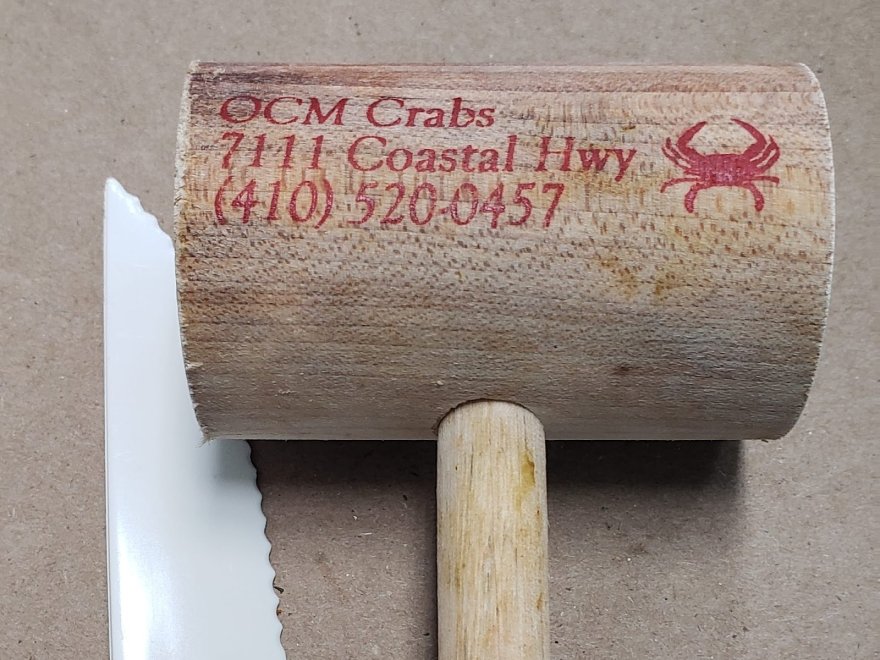 OCM Crabs
7111 Coastal Hwy
(410) 520-0457